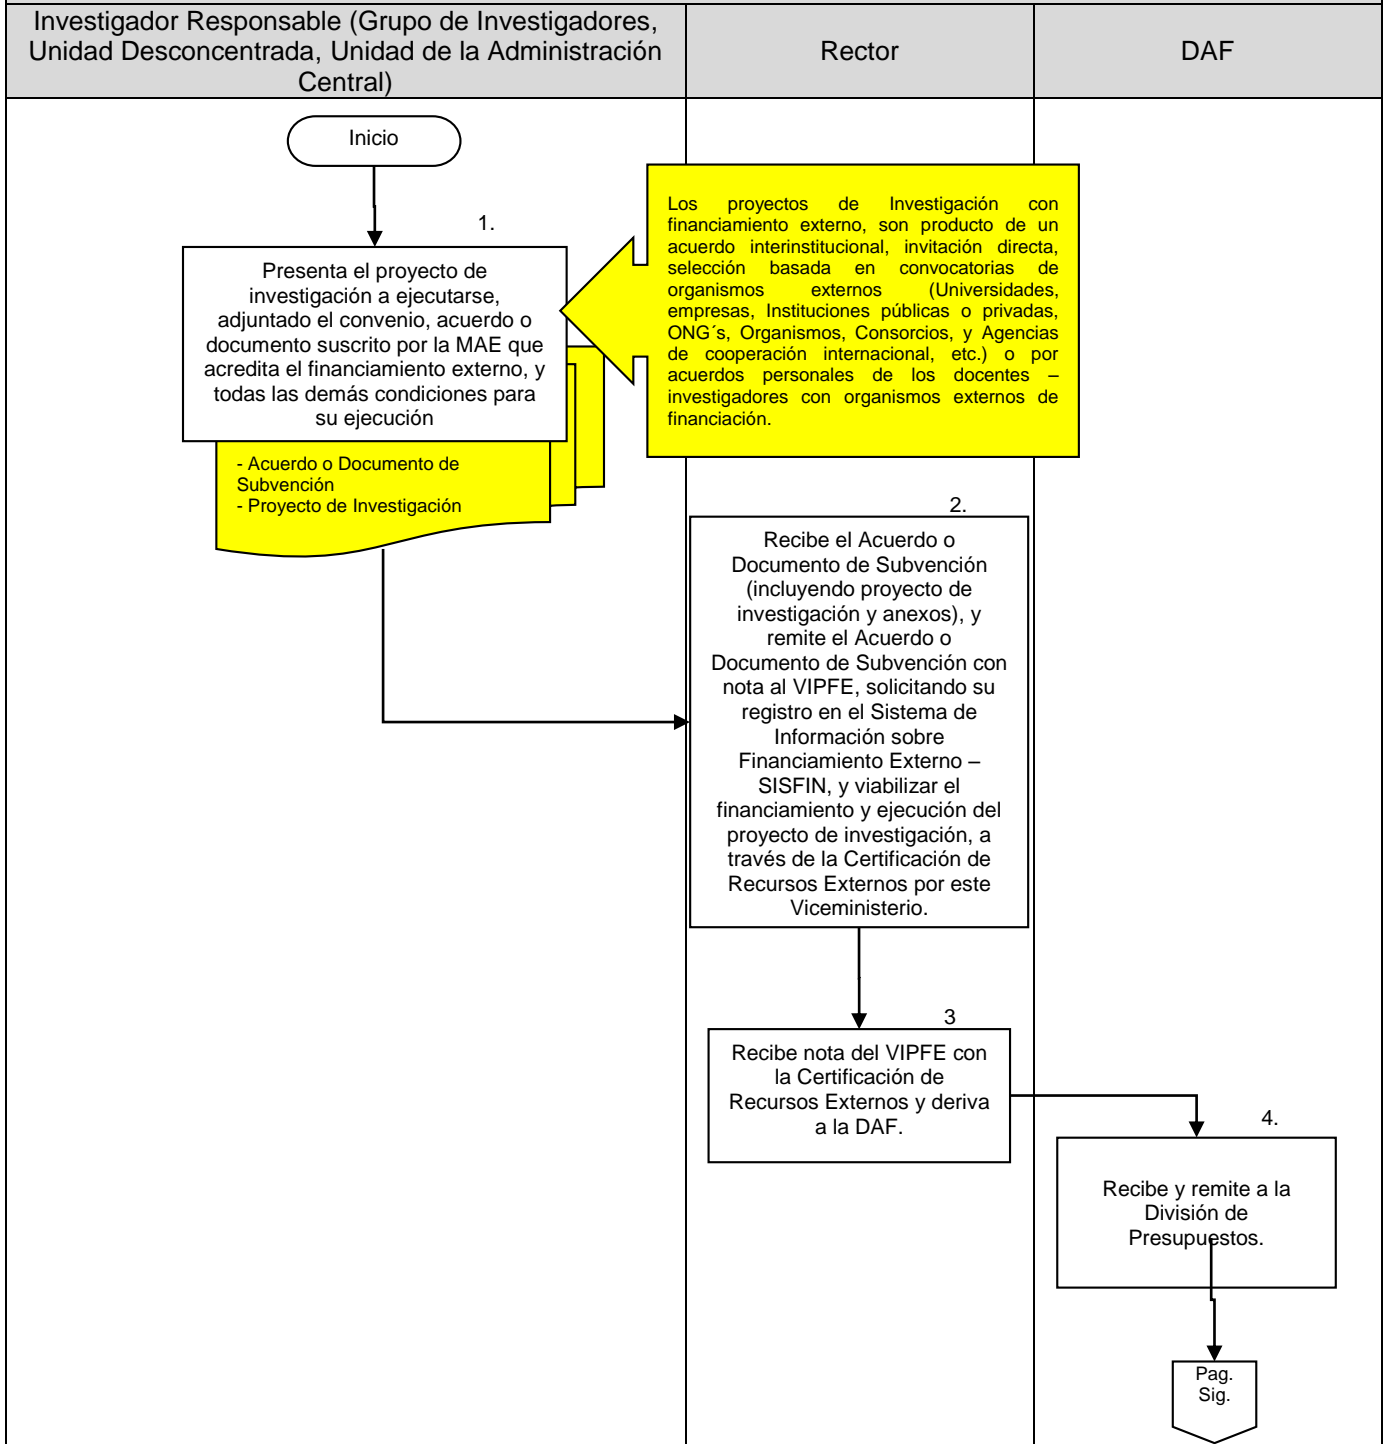 Investigador Responsable (Grupo de Investigadores,
Unidad Desconcentrada, Unidad de la Administración
Central)
Rector
DAF
Inicio
1.
Presenta el proyecto de
investigación a ejecutarse,
adjuntado el convenio, acuerdo o
documento suscrito por la MAE que
acredita el financiamiento externo, y
todas las demás condiciones para
su ejecución
Los proyectos de Investigación con
financiamiento externo, son producto de un
acuerdo interinstitucional, invitación directa,
selección basada en convocatorias de
organismos externos (Universidades,
empresas, Instituciones públicas o privadas,
ONG´s, Organismos, Consorcios, y Agencias
de cooperación internacional, etc.) o por
acuerdos personales de los docentes –
investigadores con organismos externos de
financiación.
- Acuerdo o Documento de
Subvención
- Proyecto de Investigación
2.
Recibe el Acuerdo o
Documento de Subvención
(incluyendo proyecto de
investigación y anexos), y
remite el Acuerdo o
Documento de Subvención con
nota al VIPFE, solicitando su
registro en el Sistema de
Información sobre
Financiamiento Externo –
SISFIN, y viabilizar el
financiamiento y ejecución del
proyecto de investigación, a
través de la Certificación de
Recursos Externos por este
Viceministerio.
3
Recibe nota del VIPFE con
la Certificación de
Recursos Externos y deriva
a la DAF.
4.
Recibe y remite a la
División de
Presupuestos.
Pag.
Sig.